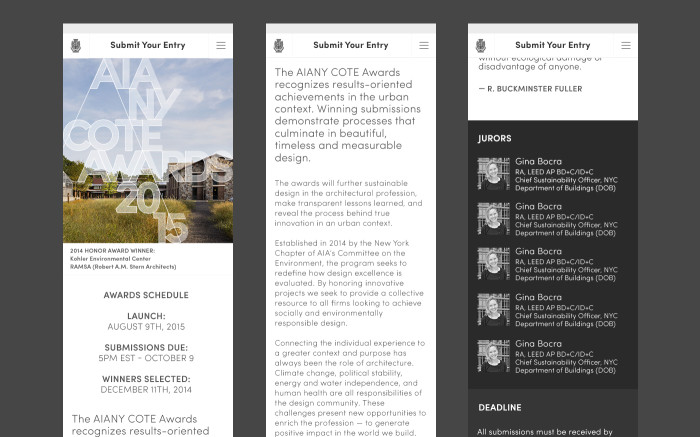 Submit Your Entry
AIA
NY
COTE
AWARDS
20
15
2014 HONOR AWARD WINNER:
Kohler Environmental Center
RAMSA (Robert A.M. Stern Architects)
AWARDS SCHEDULE
LAUNCH:
AUGUST 9TH, 2015
SUBMISSIONS DUE:
5PM EST – OCTOBER 9
WINNERS SELECTED:
DECEMBER 11TH, 2014
The AIANY COTE Awards
recognizes results-oriented
Submit Your Entry
The AIANY COTE Awards
recognizes results-oriented
achievements in the urban
context. Winning submissions
demonstrate processes that
culminate in beautiful,
timeless and measurable
design.
The awards will further sustainable
design in the architectural profession,
make transparent lessons learned, and
reveal the process behind true
innovation in an urban context.
Established in 2014 by the New York
Chapter of AIA's Committee on the
Environment, the program seeks to
redefine how design excellence is
evaluated. By honoring innovative
projects we seek to provide a collective
resource to all firms looking to achieve
socially and environmentally
responsible design.
Connecting the individual experience to
a greater context and purpose has
always been the role of architecture.
Climate change, political stability,
energy and water independence, and
human health are all responsibilities of
the design community. These
challenges present new opportunities to
enrich the profession — to generate
positive impact in the world we build.
Submit Your Entry
without ecological damage or
disadvantage of anyone.
— R. BUCKMINSTER FULLER
JURORS
Gina Bocra
RA, LEED AP BD+C/ID+C
Chief Sustainability Officer, NYC
Department of Buildings (DOB)
Gina Bocra
RA, LEED AP BD+C/ID+C
Chief Sustainability Officer, NYC
Department of Buildings (DOB)
Gina Bocra
RA, LEED AP BD+C/ID+C
Chief Sustainability Officer, NYC
Department of Buildings (DOB)
Gina Bocra
RA, LEED AP BD+C/ID+C
Chief Sustainability Officer, NYC
Department of Buildings (DOB)
Gina Bocra
RA, LEED AP BD+C/ID+C
Chief Sustainability Officer, NYC
Department of Buildings (DOB)
DEADLINE
All submissions must be received by